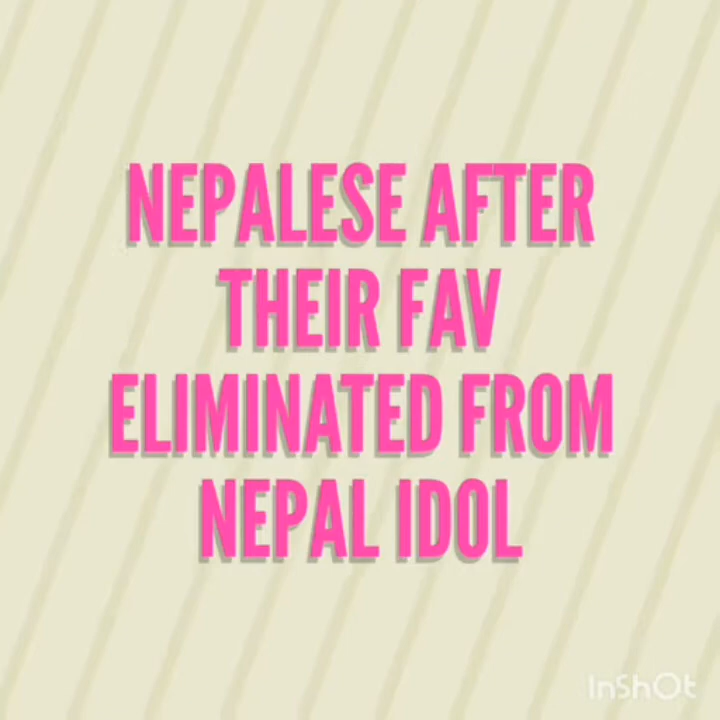 NEPALESE AFTER
THEIR FAV
ELIMINATED FROM
NEPAL IDOL
InShOt